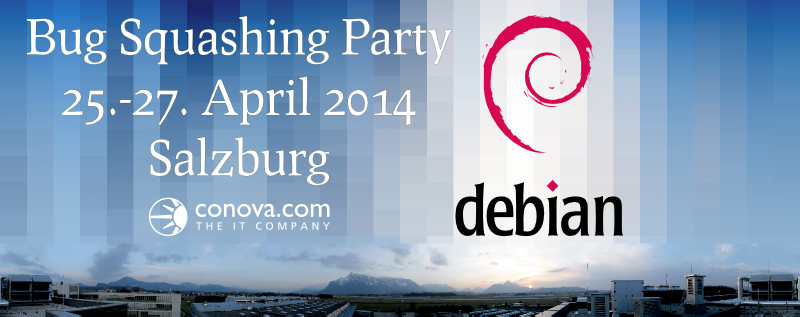 Bug Squashing Party
25.-27. April 2014
Salzburg
conova.com
THE IT COMPANY
debian